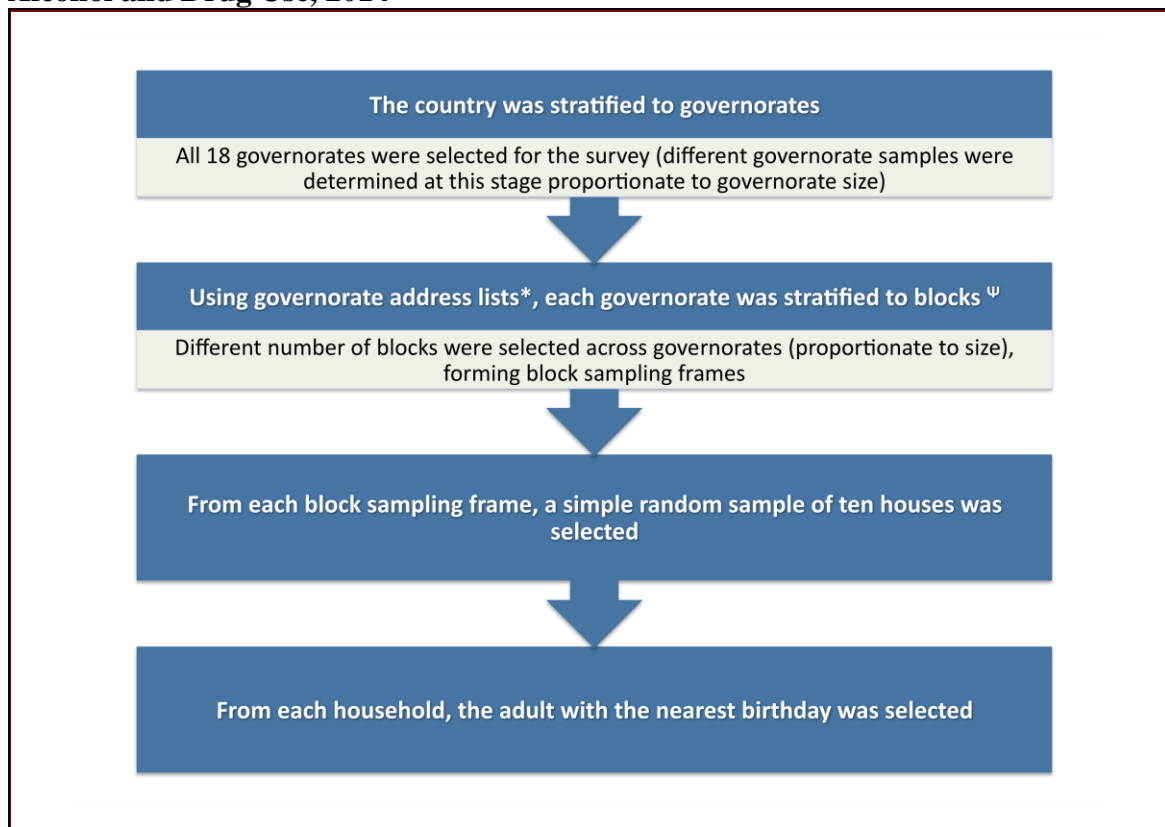 Alcohol and Drug Use, 2014
The country was stratified to governorates
All 18 governorates were selected for the survey (different governorate samples were
determined at this stage proportionate to governorate size)
Using governorate address lists*, each governorate was stratified to blocks Ψ
Different number of blocks were selected across governorates (proportionate to size),
forming block sampling frames
From each block sampling frame, a simple random sample of ten houses was
selected
From each household, the adult with the nearest birthday was selected